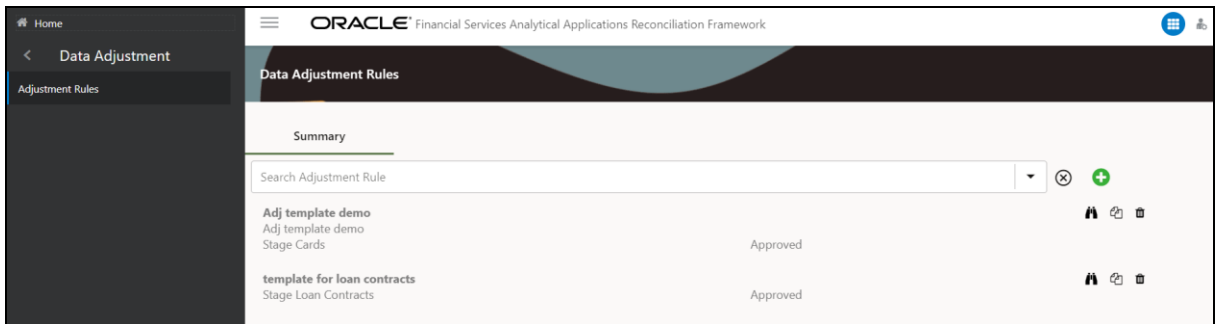 Home
ORACLE® Financial Services Analytical Applications Reconciliation Framework
Data Adjustment
Adjustment Rules
Data Adjustment Rules
Summary
Search Adjustment Rule
Adj template demo
Adj template demo
Stage Cards Approved
template for loan contracts
Stage Loan Contracts Approved